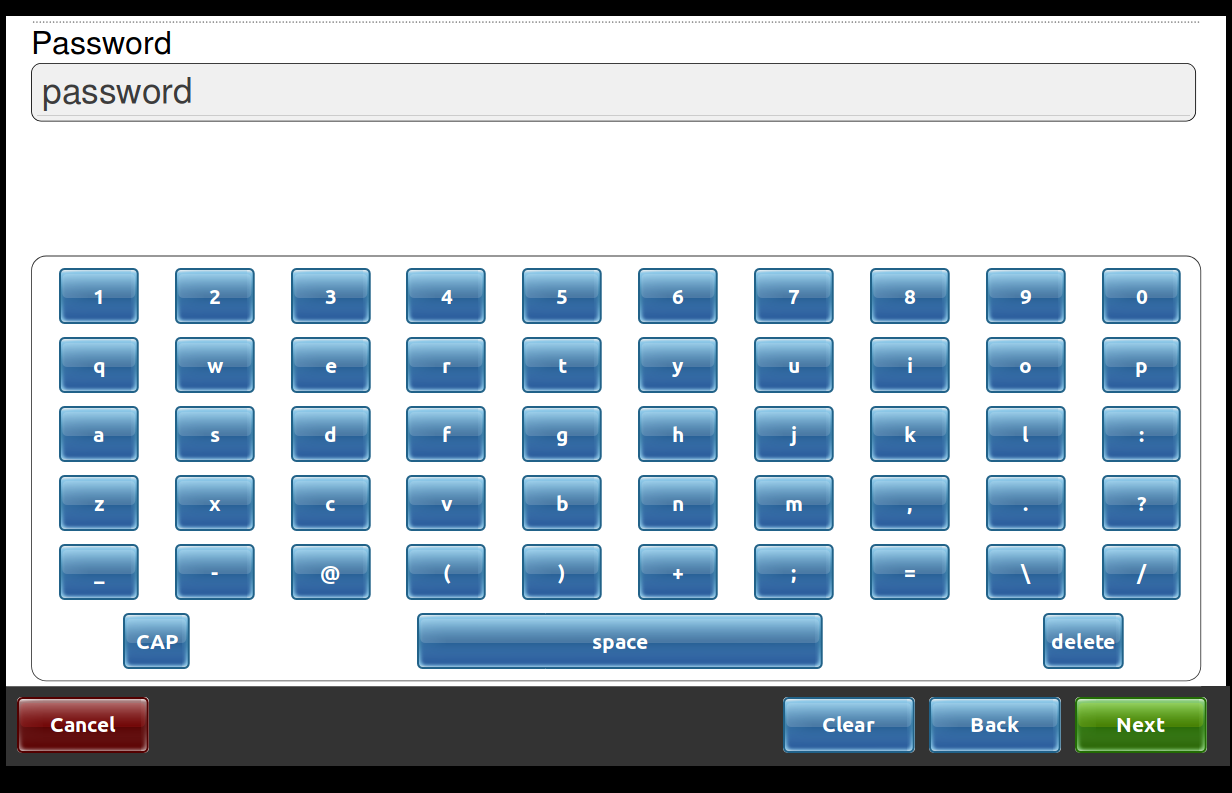 Password
password
1 2 3 4 5 6 7 8 9 0
q w e r t y u i o p
a s d f g h j k l :
z x c v b n m , . ?
_ - @ ( ) + ; = \ /
CAP space delete
Cancel Clear Back Next